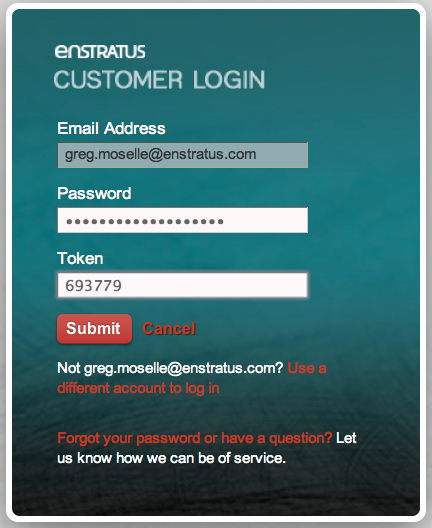 enSTRATUS
CUSTOMER LOGIN
Email Address
greg.moselle@enstratus.com
Password
•••••••••••••••••••
Token
693779
Submit Cancel
Not greg.moselle@enstratus.com? Use a
different account to log in
Forgot your password or have a question? Let
us know how we can be of service.